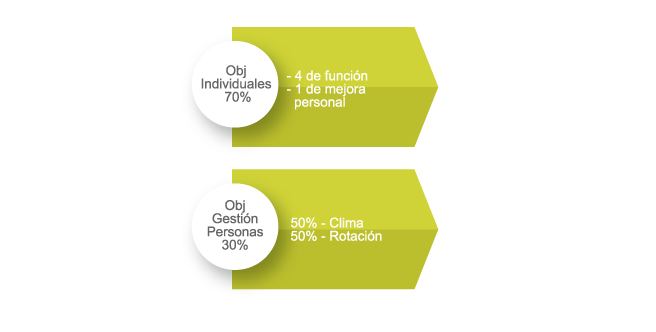 Obj
Individuales
70%
- 4 de función
- 1 de mejora
personal
Obj
Gestión
Personas
30%
50% - Clima
50% - Rotación